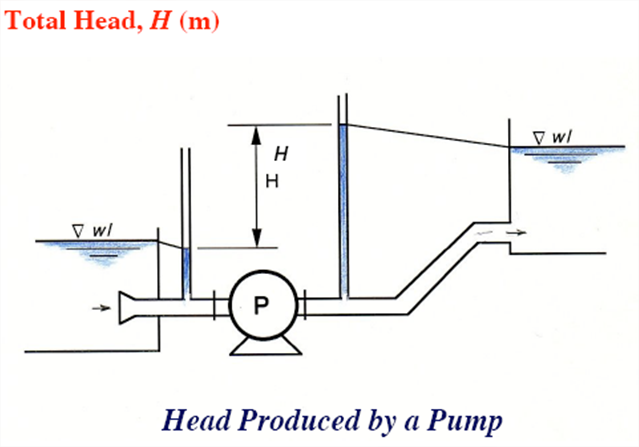 Total Head, H (m)
▽ wl
H
H
▽ wl
P
Head Produced by a Pump